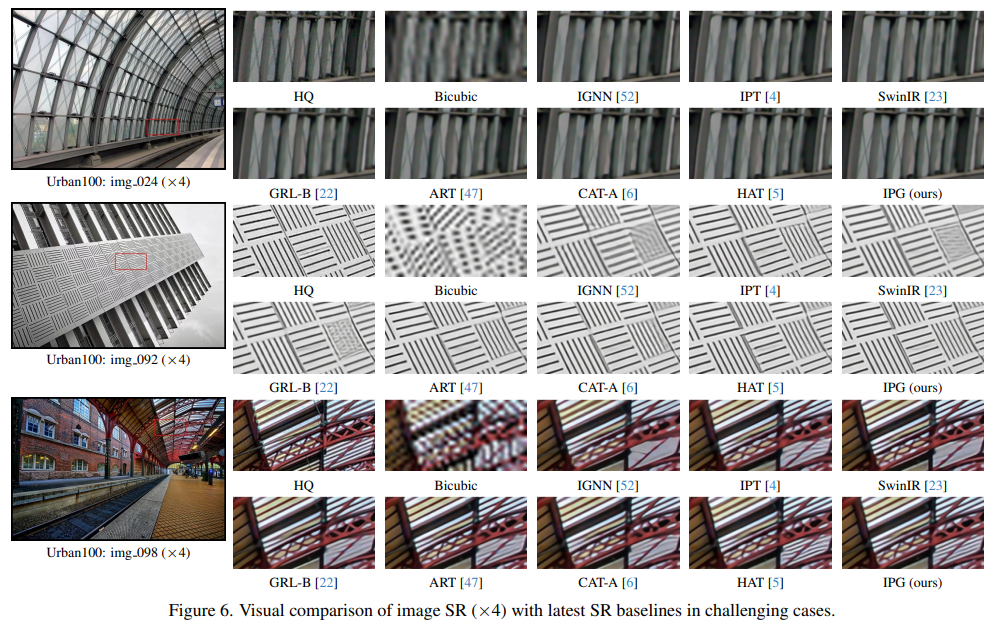 HQ Bicubic IGNN [52] IPT [4] SwinIR [23]
GRL-B [22] ART [47] CAT-A [6] HAT [5] IPG (ours)
Urban100: img_024 (×4)
HQ Bicubic IGNN [52] IPT [4] SwinIR [23]
GRL-B [22] ART [47] CAT-A [6] HAT [5] IPG (ours)
Urban100: img_092 (×4)
HQ Bicubic IGNN [52] IPT [4] SwinIR [23]
GRL-B [22] ART [47] CAT-A [6] HAT [5] IPG (ours)
Urban100: img_098 (×4)
Figure 6. Visual comparison of image SR (×4) with latest SR baselines in challenging cases.